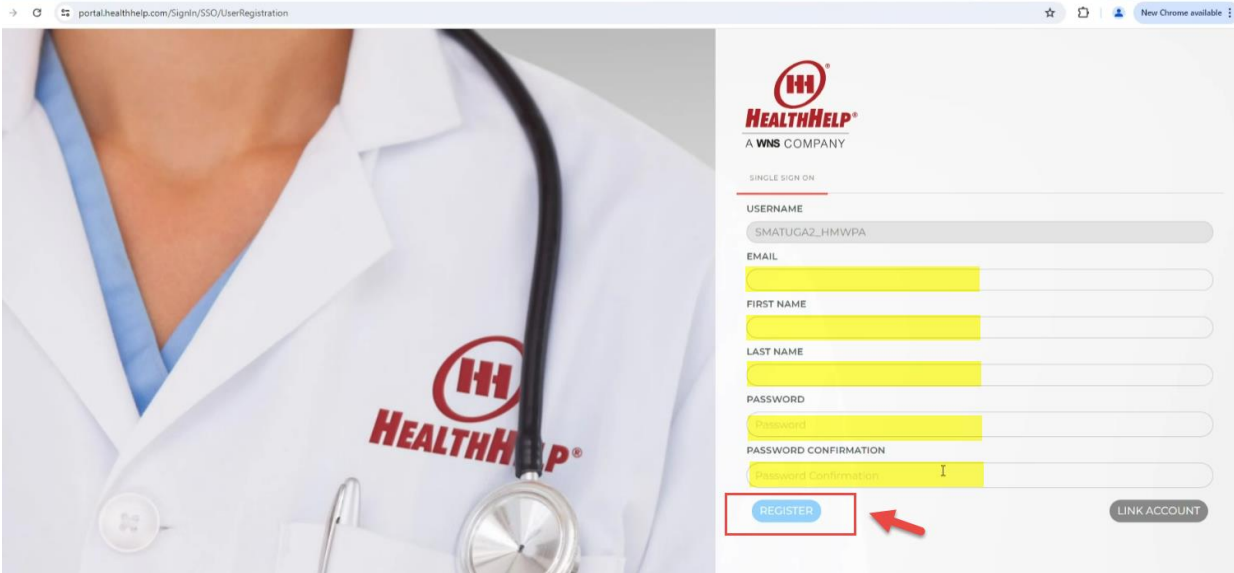 portal.healthhelp.com/SignIn/SSO/UserRegistration
New Chrome available
HEALTHHELP®
A WNS COMPANY
SINGLE SIGN ON
USERNAME
SMATUGA2_HMWPA
EMAIL
FIRST NAME
LAST NAME
PASSWORD
Password
PASSWORD CONFIRMATION
Password Confirmation
REGISTER
LINK ACCOUNT
HEALTHH P®